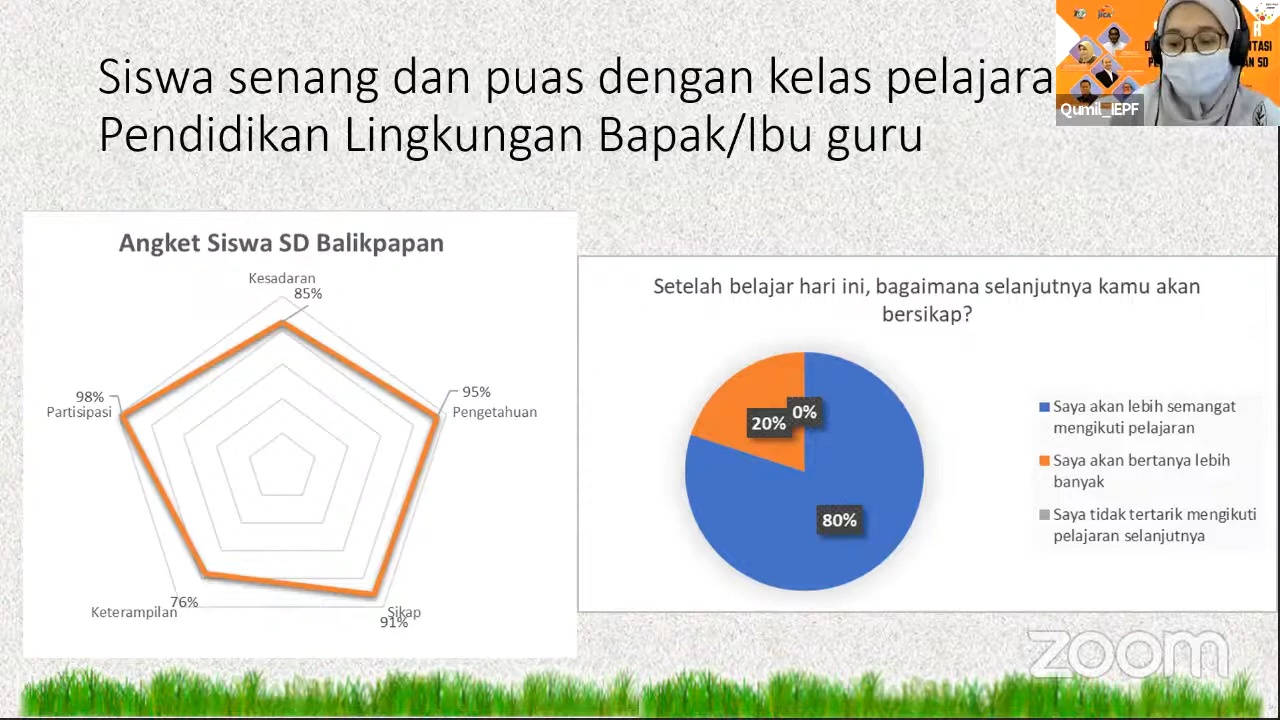 Siswa senang dan puas dengan kelas pelajara
Pendidikan Lingkungan Bapak/Ibu guru
Qumil_IEPF
JICA
Angket Siswa SD Balikpapan
Kesadaran
85%
98%
Partisipasi
95%
Pengetahuan
Keterampilan
76%
Sikap
91%
Setelah belajar hari ini, bagaimana selanjutnya kamu akan
bersikap?
20%
0%
80%
Saya akan lebih semangat
mengikuti pelajaran
Saya akan bertanya lebih
banyak
Saya tidak tertarik mengikuti
pelajaran selanjutnya
zoom